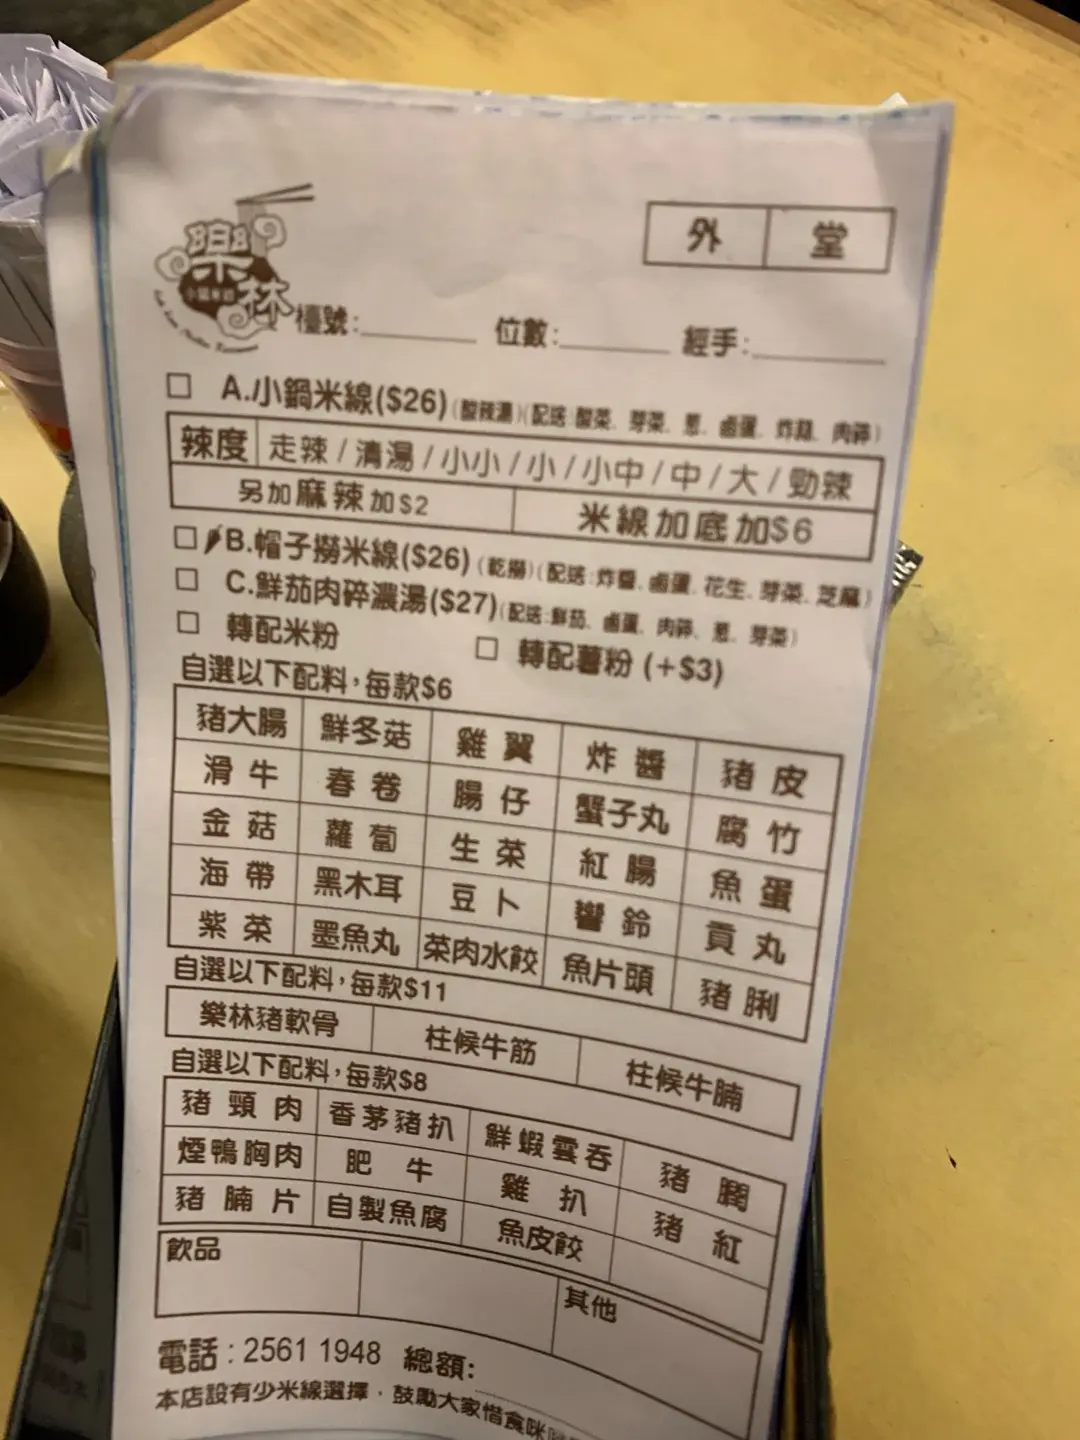 樂林
外 堂
檯號: 位數: 經手:
□ A.小鍋米線($26)(酸辣湯)(配送:酸菜、芽菜、蔥、鹵蛋、炸蒜、肉碎)
辣度 走辣/清湯/小小/小/小中/中/大/勁辣
另加麻辣加$2 米線加底加$6
□ B.帽子撈米線($26)(乾撈)(配送:炸醬、鹵蛋、花生、芽菜、芝麻)
□ C.鮮茄肉碎濃湯($27)(配送:鮮茄、鹵蛋、肉碎、蔥、芽菜)
□ 轉配米粉 □ 轉配薯粉 (+$3)
自選以下配料,每款$6
豬大腸 鮮冬菇 雞翼 炸醬 豬皮
滑牛 春卷 腸仔 蟹子丸 腐竹
金菇 蘿蔔 生菜 紅腸 魚蛋
海帶 黑木耳 豆卜 響鈴 貢丸
紫菜 墨魚丸 菜肉水餃 魚片頭 豬脷
自選以下配料,每款$11
樂林豬軟骨 柱候牛筋 柱候牛腩
自選以下配料,每款$8
豬頸肉 香茅豬扒 鮮蝦雲吞 豬膶
煙鴨胸肉 肥牛 雞扒 豬紅
豬腩片 自製魚腐 魚皮餃
飲品 其他
電話:2561 1948 總額:
本店設有少米線選擇,鼓勵大家惜食